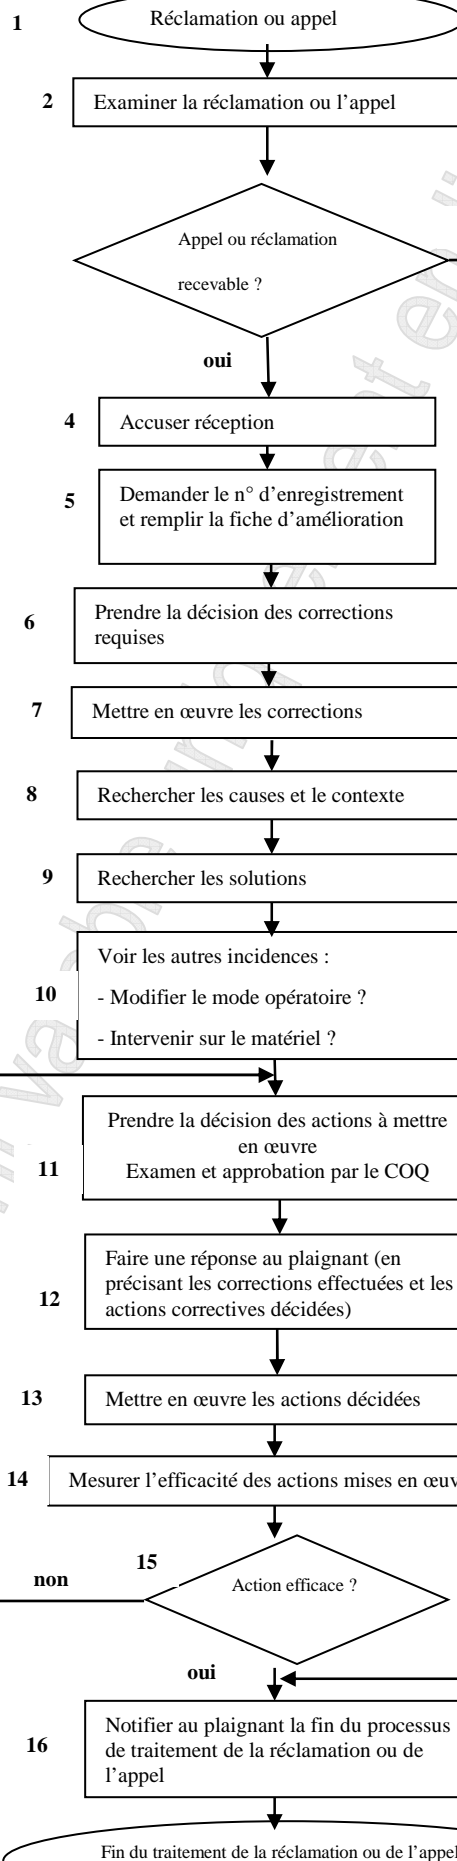 1 Réclamation ou appel
2 Examiner la réclamation ou l'appel
Appel ou réclamation
recevable ?
oui
4 Accuser réception
5 Demander le n° d'enregistrement
et remplir la fiche d'amélioration
6 Prendre la décision des corrections
requises
7 Mettre en œuvre les corrections
8 Rechercher les causes et le contexte
9 Rechercher les solutions
Voir les autres incidences :
10 - Modifier le mode opératoire ?
- Intervenir sur le matériel ?
Prendre la décision des actions à mettre
en œuvre
11 Examen et approbation par le COQ
Faire une réponse au plaignant (en
précisant les corrections effectuées et les
12 actions correctives décidées)
13 Mettre en œuvre les actions décidées
14 Mesurer l'efficacité des actions mises en œuv
15
non
Action efficace ?
oui
Notifier au plaignant la fin du processus
16 de traitement de la réclamation ou de
l'appel
Fin du traitement de la réclamation ou de l'appel